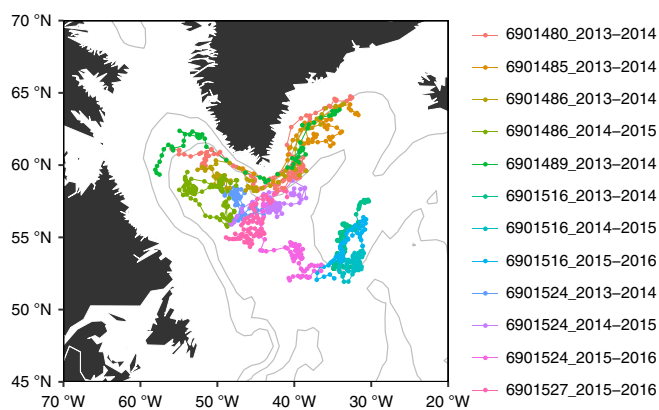 70 °N
65 °N
60 °N
55 °N
50 °N
45 °N
70 °W
60 °W
50 °W
40 °W
30 °W
20 °W
6901480_2013–2014
6901485_2013–2014
6901486_2013–2014
6901486_2014–2015
6901489_2013–2014
6901516_2013–2014
6901516_2014–2015
6901516_2015–2016
6901524_2013–2014
6901524_2014–2015
6901524_2015–2016
6901527_2015–2016